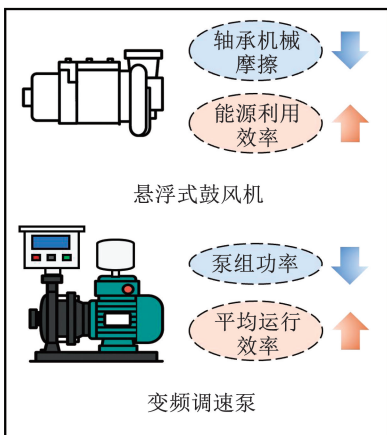 轴承机械
摩擦
能源利用
效率
悬浮式鼓风机
泵组功率
平均运行
效率
变频调速泵